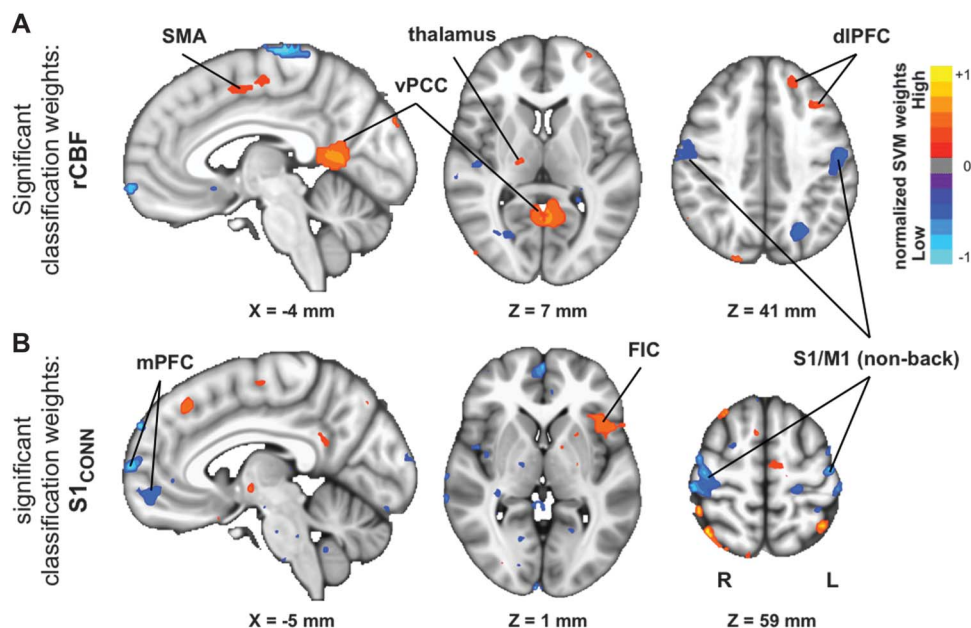 A
Significant
classification weights:
rCBF
SMA
thalamus
vPCC
dlPFC
normalized SVM weights
High
Low
+1
0
-1
X = -4 mm
Z = 7 mm
Z = 41 mm
B
significant
classification weights:
S1CONN
mPFC
FIC
S1/M1 (non-back)
R
L
X = -5 mm
Z = 1 mm
Z = 59 mm